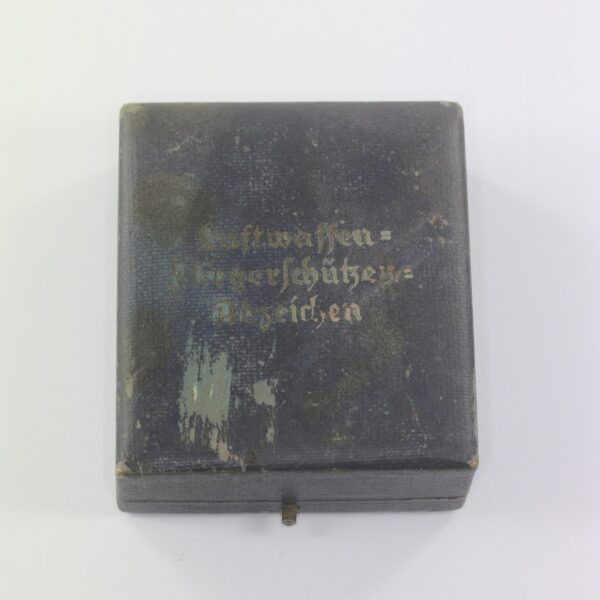 Luftwaffen=
Fliegerschützen=
Abzeichen